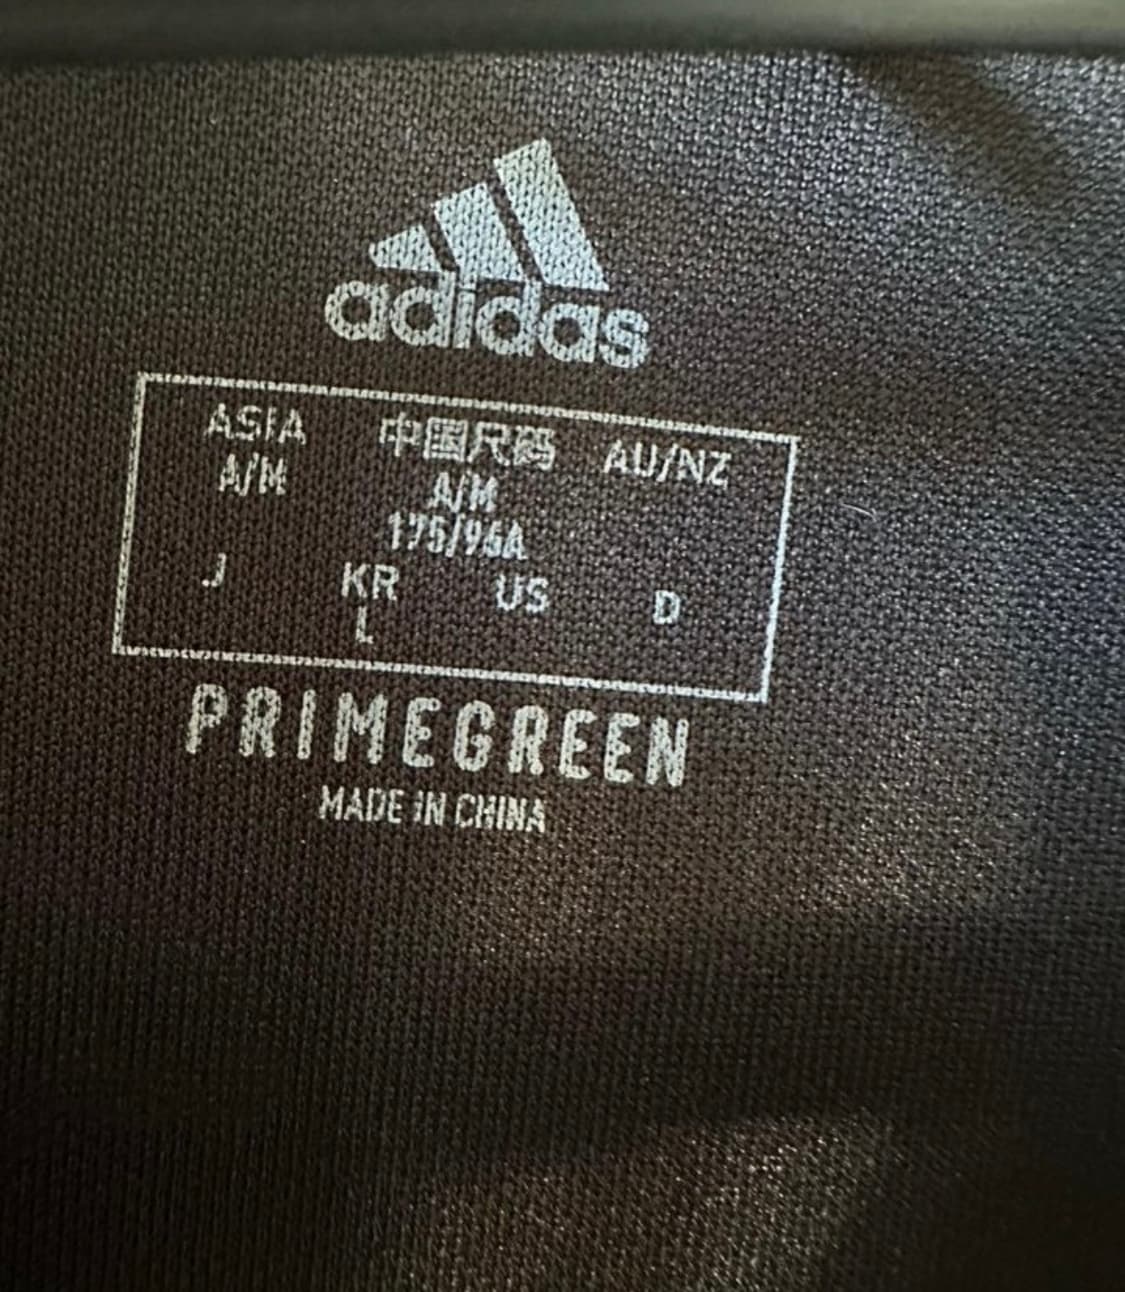 adidas
ASIA 中国尺码 AU/NZ
A/M A/M
175/96A
J KR US D
L
PRIMEGREEN
MADE IN CHINA